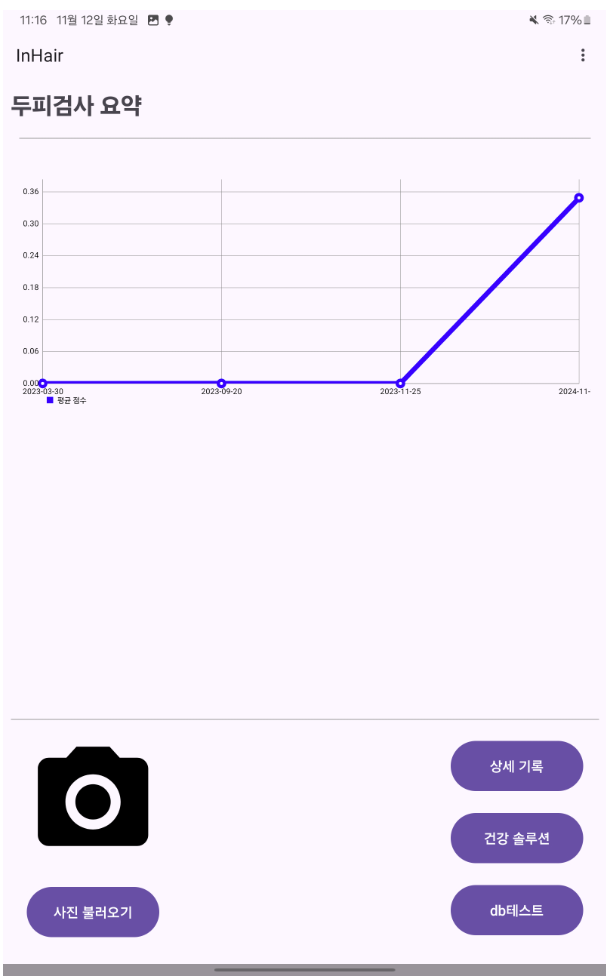 11:16 11월 12일 화요일 17%
InHair
두피검사 요약
0.36
0.30
0.24
0.18
0.12
0.06
0.00
2023-03-30 2023-09-20 2023-11-25 2024-11-
평균 점수
상세 기록
건강 솔루션
사진 불러오기 db테스트